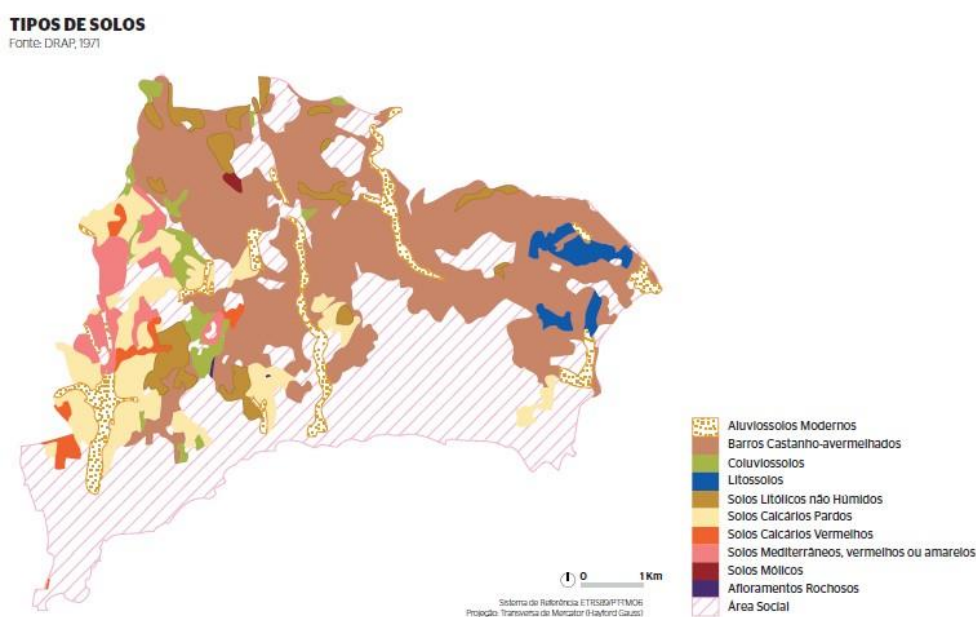 TIPOS DE SOLOS
Fonte: DRAP, 1971
Aluviossolos Modernos
Barros Castanho-avermelhados
Coluviossolos
Litossolos
Solos Litólicos não Húmidos
Solos Calcários Pardos
Solos Calcários Vermelhos
Solos Mediterrâneos, vermelhos ou amarelos
Solos Mólicos
Afloramentos Rochosos
Área Social
0 1 Km
Sistema de Referência ETRS89/PT-TM06
Projeção: Transversa de Mercator (Hayford Gauss)